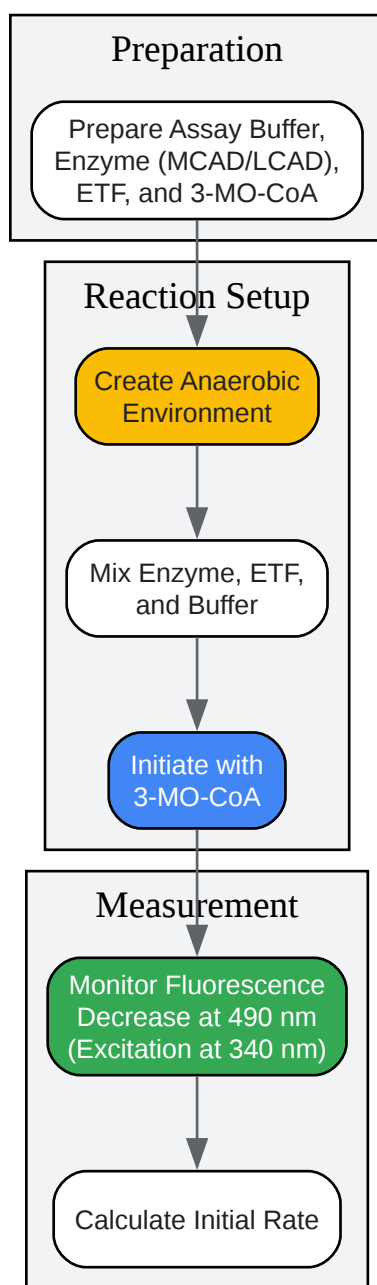 Preparation
Prepare Assay Buffer,
Enzyme (MCAD/LCAD),
ETF, and 3-MO-CoA
Reaction Setup
Create Anaerobic
Environment
Mix Enzyme, ETF,
and Buffer
Initiate with
3-MO-CoA
Measurement
Monitor Fluorescence
Decrease at 490 nm
(Excitation at 340 nm)
Calculate Initial Rate